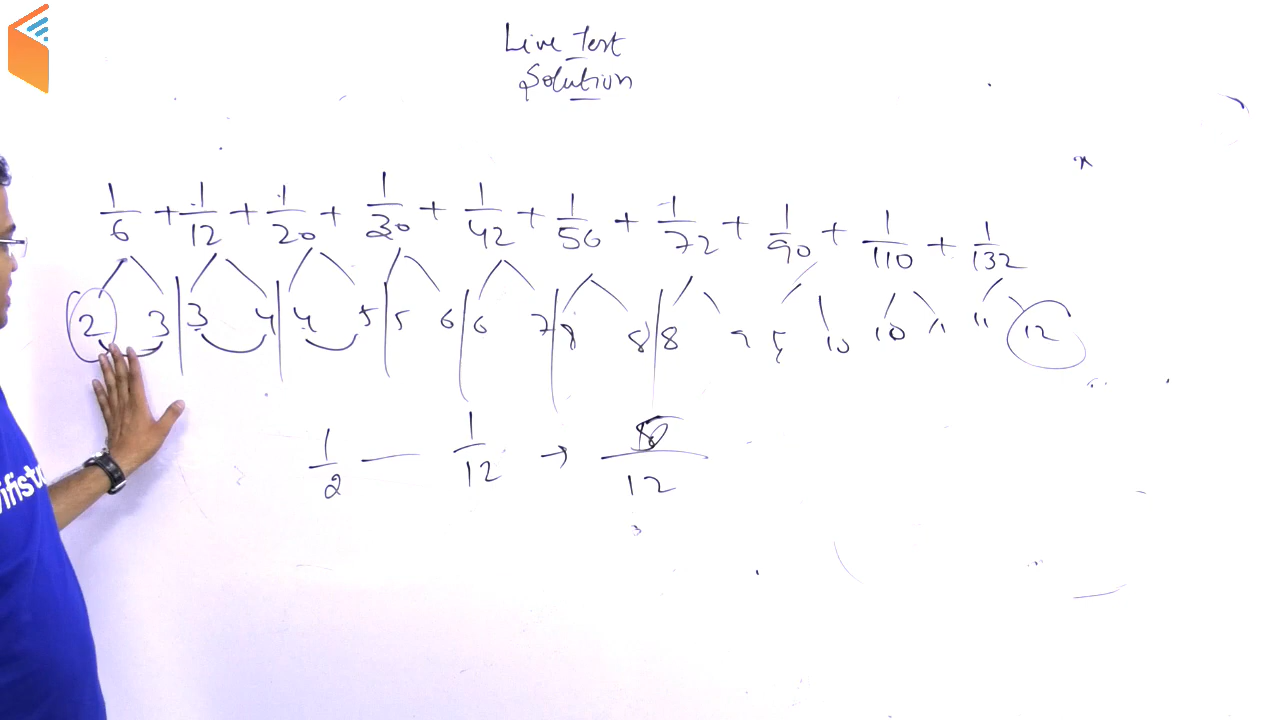 Live Test
Solution
1/6 + 1/12 + 1/20 + 1/30 + 1/42 + 1/56 + 1/72 + 1/90 + 1/110 + 1/132
2 3 | 3 4 | 4 5 | 5 6 | 6 7 | 8 8 | 8 9 9 10 10 11 11 12
1/2 — 1/12 → 5/12
ifistu